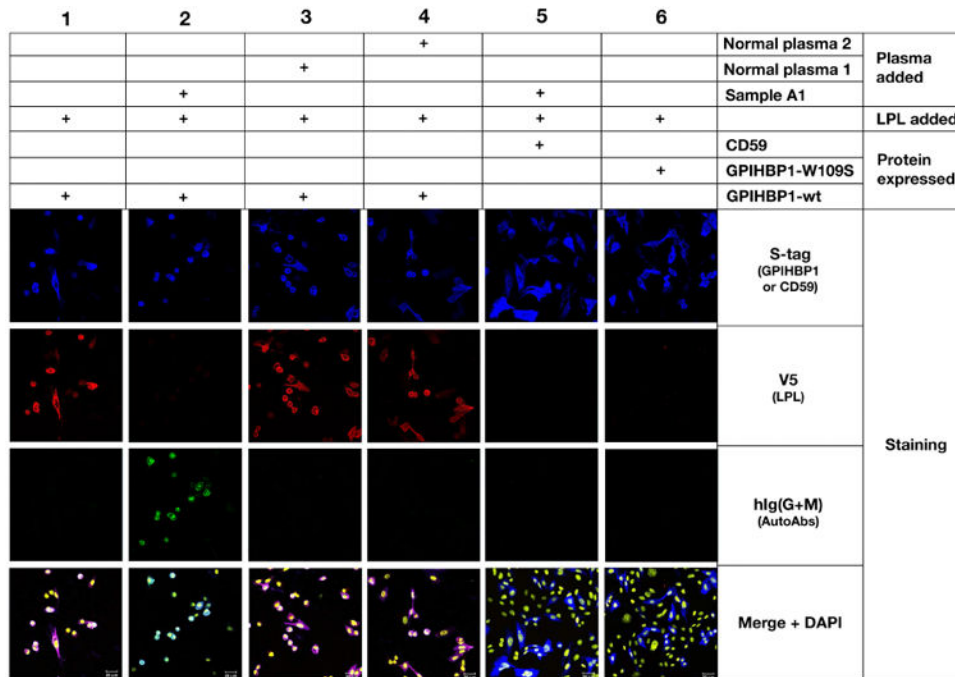 1 2 3 4 5 6
+ Normal plasma 2
+ Normal plasma 1
Plasma
added
+ + Sample A1
+ + + + + + LPL added
+ CD59
+ GPIHBP1-W109S
Protein
expressed
+ + + + GPIHBP1-wt
S-tag
(GPIHBP1
or CD59)
V5
(LPL)
Staining
hIg(G+M)
(AutoAbs)
Merge + DAPI